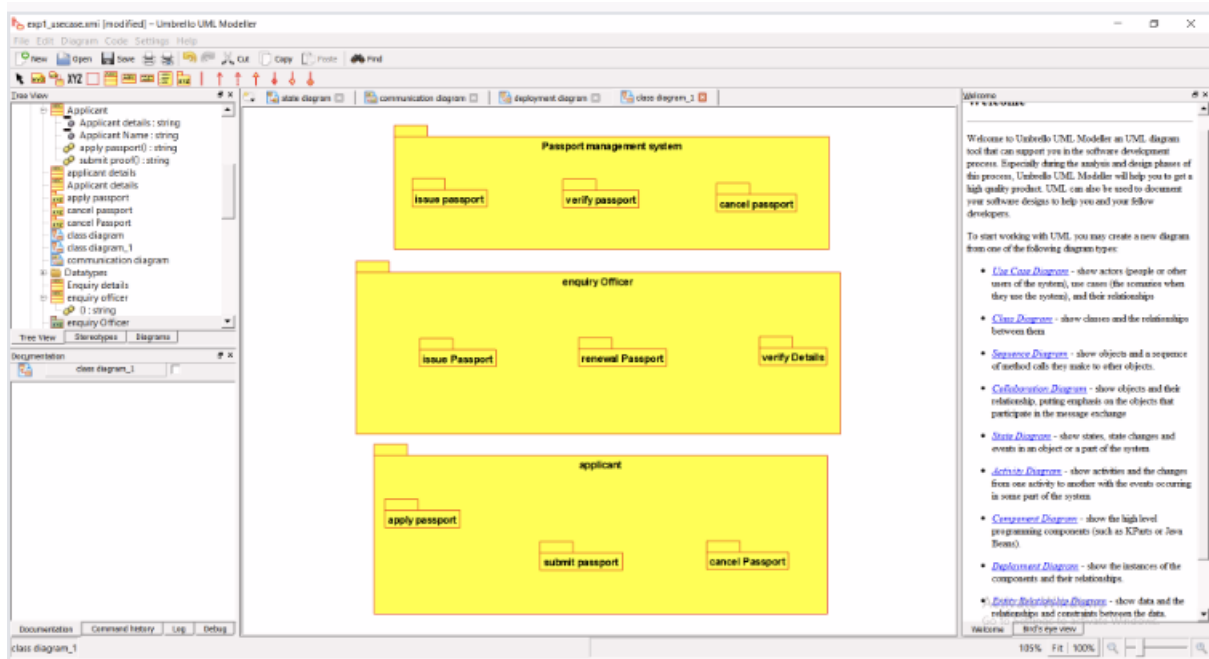 exp1_usecase.xmi [modified] – Umbrello UML Modeller
File Edit Diagram Code Settings Help
New Open Save Cut Copy Paste Find
XYZ
Tree View
Applicant
Applicant details : string
Applicant Name : string
apply passport() : string
submit proof() : string
applicant details
Applicant details
apply passport
cancel passport
cancel Passport
class diagram
class diagram_1
communication diagram
Datatypes
Enquiry details
enquiry officer
() : string
enquiry Officer
Tree View Stereotypes Diagrams
Documentation
class diagram_1
Documentation Command history Log Debug
class diagram_1
state diagram communication diagram deployment diagram class diagram_1
Passport management system
issue passport verify passport cancel passport
enquiry Officer
issue Passport renewal Passport verify Details
applicant
apply passport
submit passport cancel Passport
Welcome
Welcome
Welcome to Umbrello UML Modeller an UML diagram
tool that can support you in the software development
process. Especially during the analysis and design phases of
this process, Umbrello UML Modeller will help you to get a
high quality product. UML can also be used to document
your software designs to help you and your fellow
developers.
To start working with UML you may create a new diagram
from one of the following diagram types:
• Use Case Diagram - show actors (people or other
users of the system), use cases (the scenarios when
they use the system), and their relationships
• Class Diagram - show classes and the relationships
between them
• Sequence Diagram - show objects and a sequence
of method calls they make to other objects.
• Collaboration Diagram - show objects and their
relationship, putting emphasis on the objects that
participate in the message exchange
• State Diagram - show states, state changes and
events in an object or a part of the system
• Activity Diagram - show activities and the changes
from one activity to another with the events occurring
in some part of the system
• Component Diagram - show the high level
programming components (such as KParts or Java
Beans).
• Deployment Diagram - show the instances of the
components and their relationships.
• Entity Relationship Diagram - show data and the
relationships and constraints between the data.
Welcome Bird's eye view
105% Fit 100%